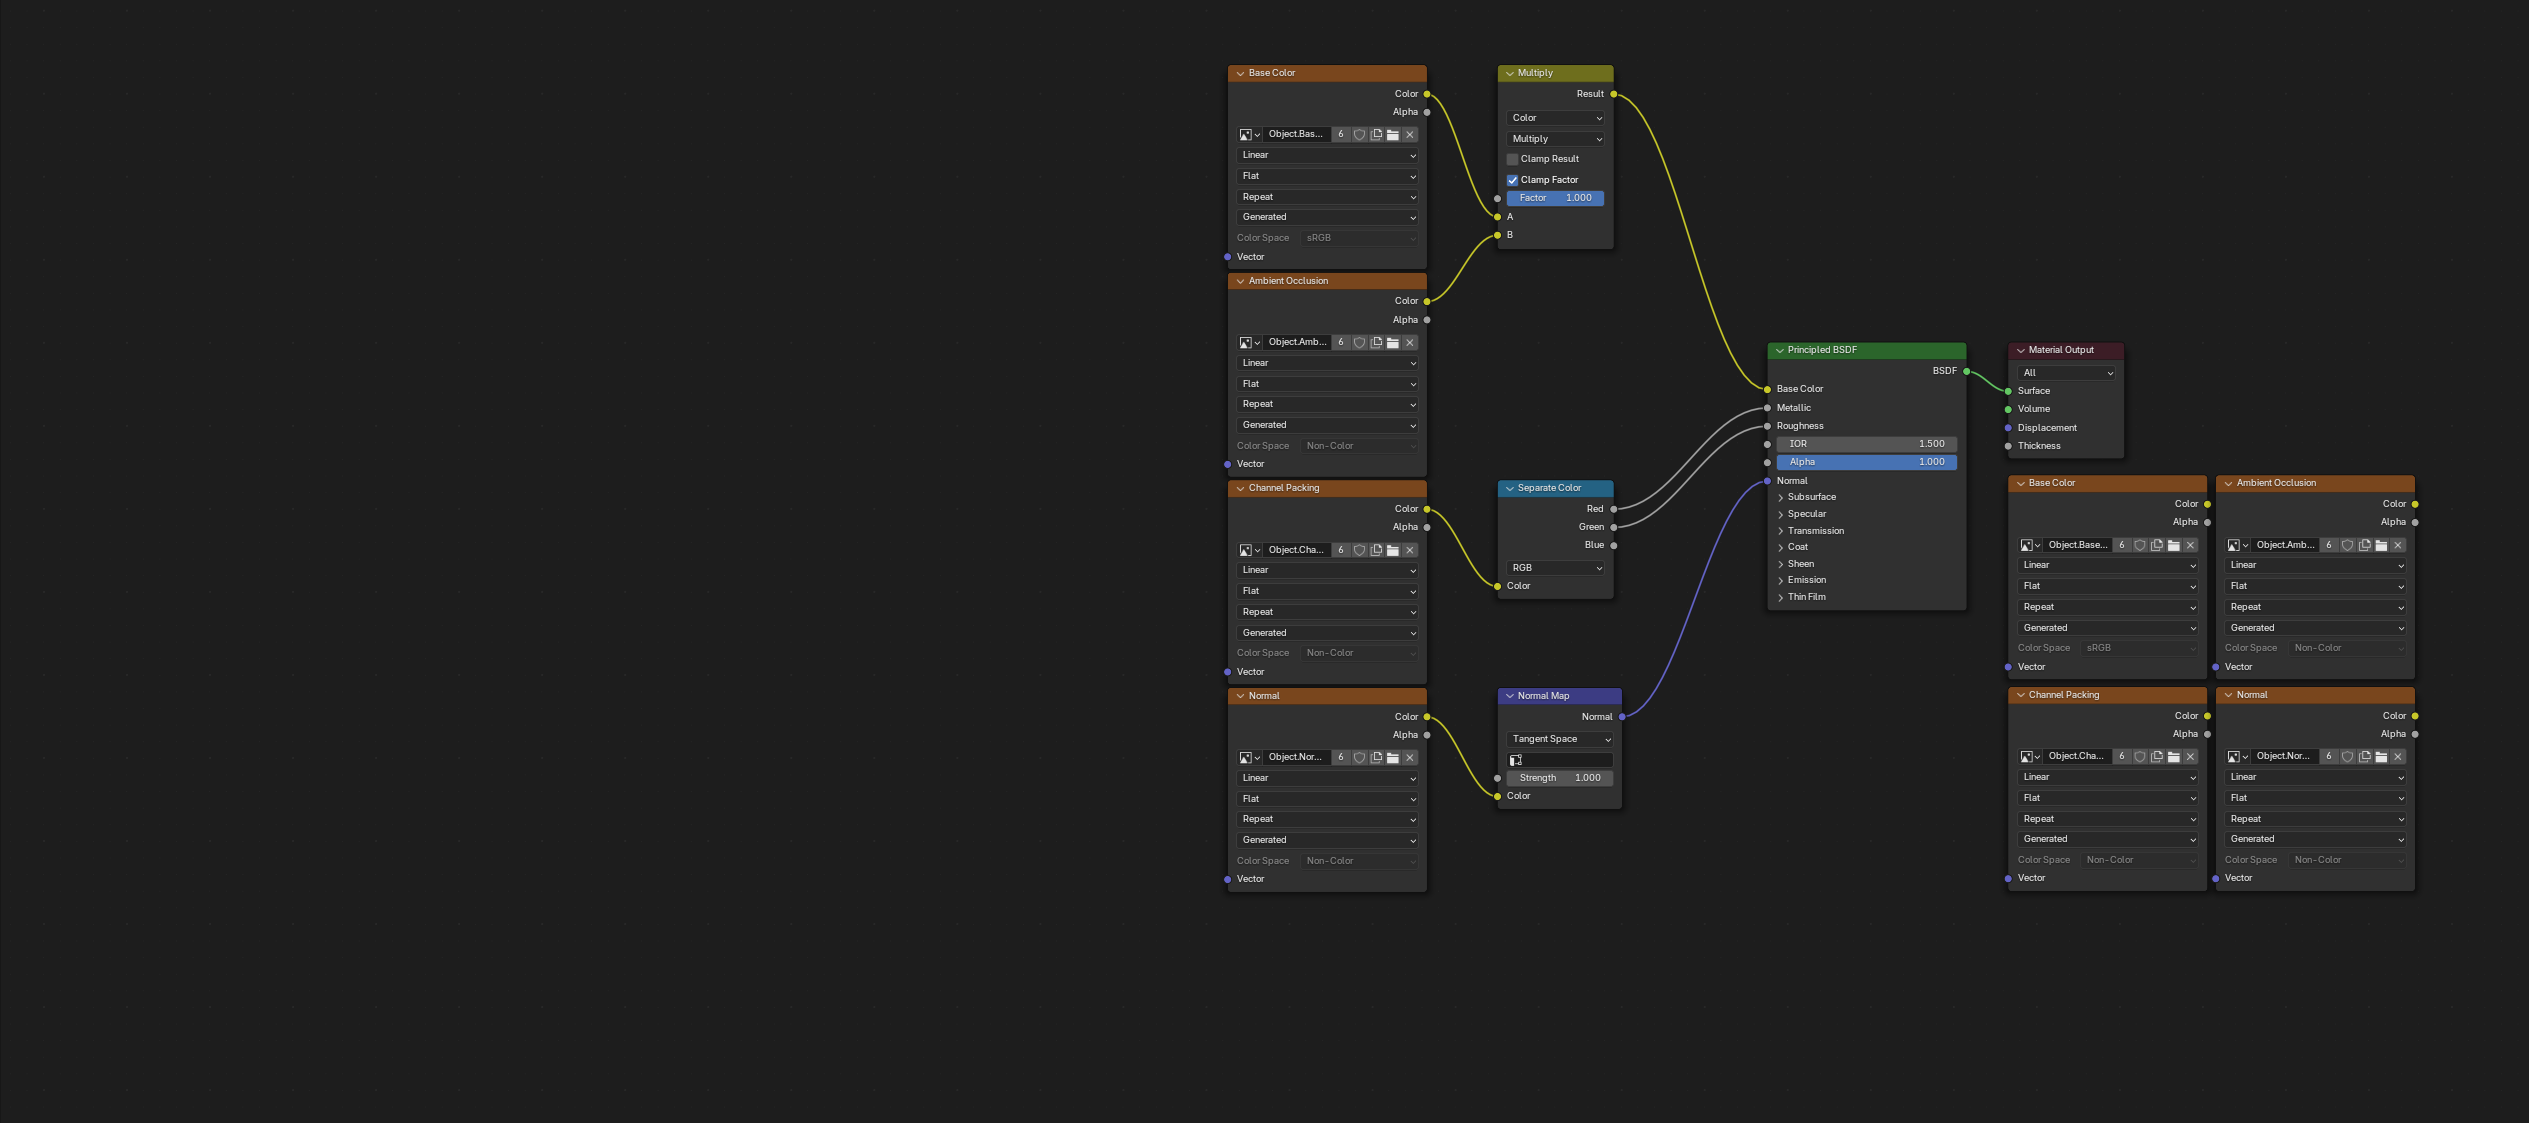 Base Color
Color
Alpha
Object.Bas... 6
Linear
Flat
Repeat
Generated
Color Space sRGB
Vector
Ambient Occlusion
Color
Alpha
Object.Amb... 6
Linear
Flat
Repeat
Generated
Color Space Non-Color
Vector
Channel Packing
Color
Alpha
Object.Cha... 6
Linear
Flat
Repeat
Generated
Color Space Non-Color
Vector
Normal
Color
Alpha
Object.Nor... 6
Linear
Flat
Repeat
Generated
Color Space Non-Color
Vector
Multiply
Result
Color
Multiply
Clamp Result
Clamp Factor
Factor 1.000
A
B
Separate Color
Red
Green
Blue
RGB
Color
Normal Map
Normal
Tangent Space
Strength 1.000
Color
Principled BSDF
BSDF
Base Color
Metallic
Roughness
IOR 1.500
Alpha 1.000
Normal
Subsurface
Specular
Transmission
Coat
Sheen
Emission
Thin Film
Material Output
All
Surface
Volume
Displacement
Thickness
Base Color
Color
Alpha
Object.Base... 6
Linear
Flat
Repeat
Generated
Color Space sRGB
Vector
Ambient Occlusion
Color
Alpha
Object.Amb... 6
Linear
Flat
Repeat
Generated
Color Space Non-Color
Vector
Channel Packing
Color
Alpha
Object.Cha... 6
Linear
Flat
Repeat
Generated
Color Space Non-Color
Vector
Normal
Color
Alpha
Object.Nor... 6
Linear
Flat
Repeat
Generated
Color Space Non-Color
Vector